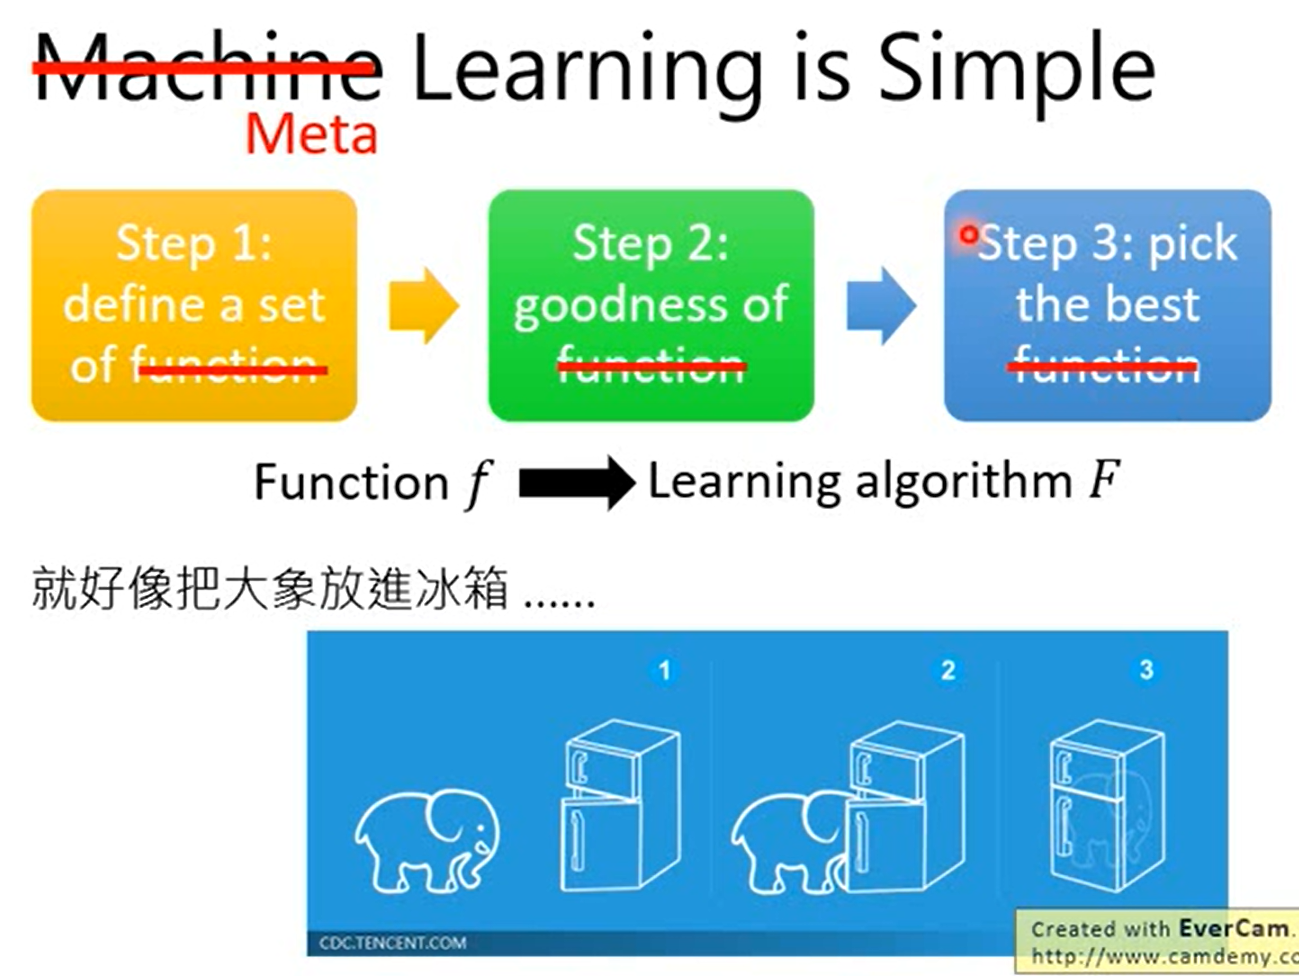 Machine Learning is Simple
Meta
Step 1:
define a set
of function
Step 2:
goodness of
function
Step 3: pick
the best
function
Function f Learning algorithm F
就好像把大象放進冰箱 ......
1
2
3
CDC.TENCENT.COM
Created with EverCam.
http://www.camdemy.cc